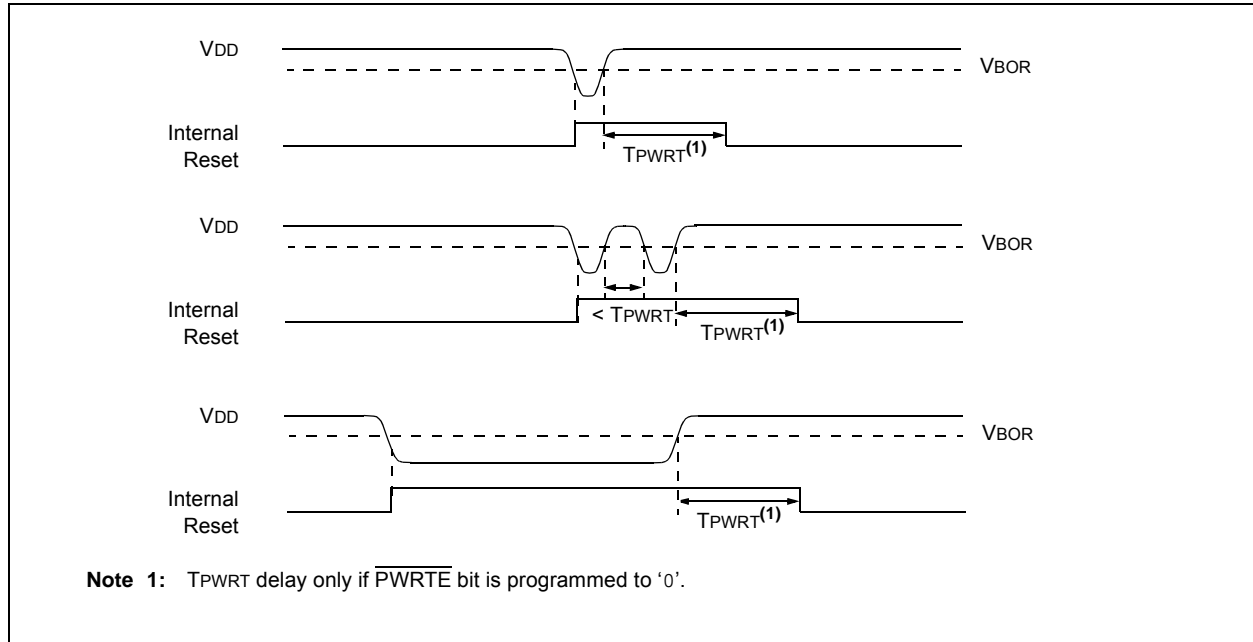 VDD
VBOR
Internal
Reset
TPWRT(1)
VDD
VBOR
Internal
Reset
< TPWRT
TPWRT(1)
VDD
VBOR
Internal
Reset
TPWRT(1)
Note 1: TPWRT delay only if P̅W̅R̅T̅E̅ bit is programmed to ‘0’.